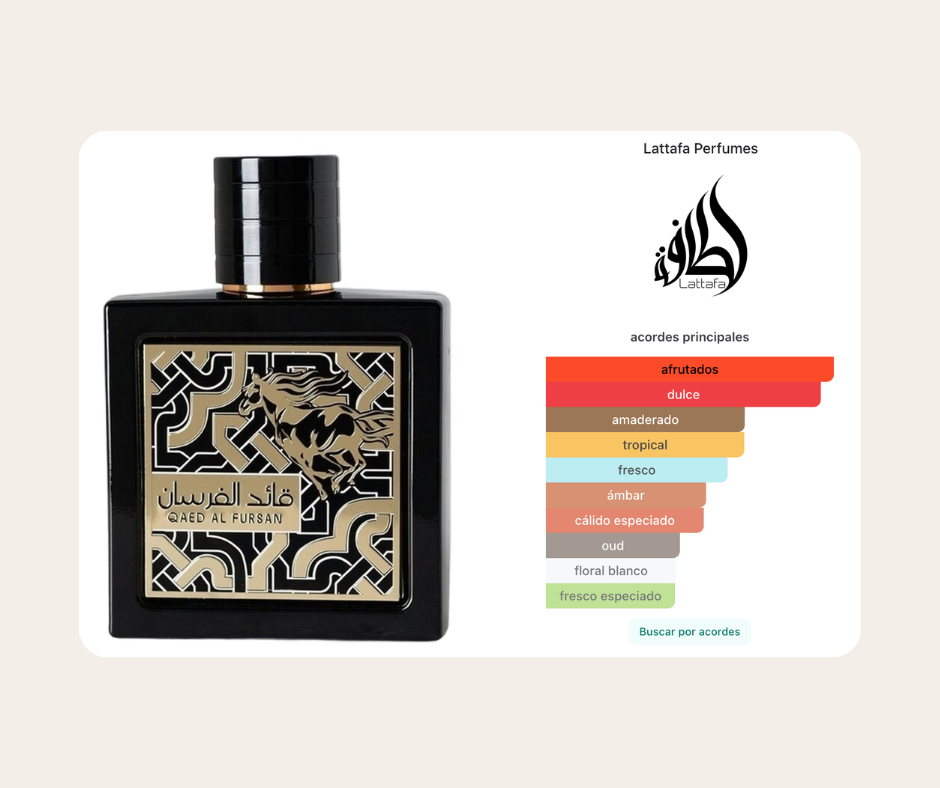 قائد الفرسان
QAED AL FURSAN
Lattafa Perfumes
لطافة
Lattafa
acordes principales
afrutados
dulce
amaderado
tropical
fresco
ámbar
cálido especiado
oud
floral blanco
fresco especiado
Buscar por acordes